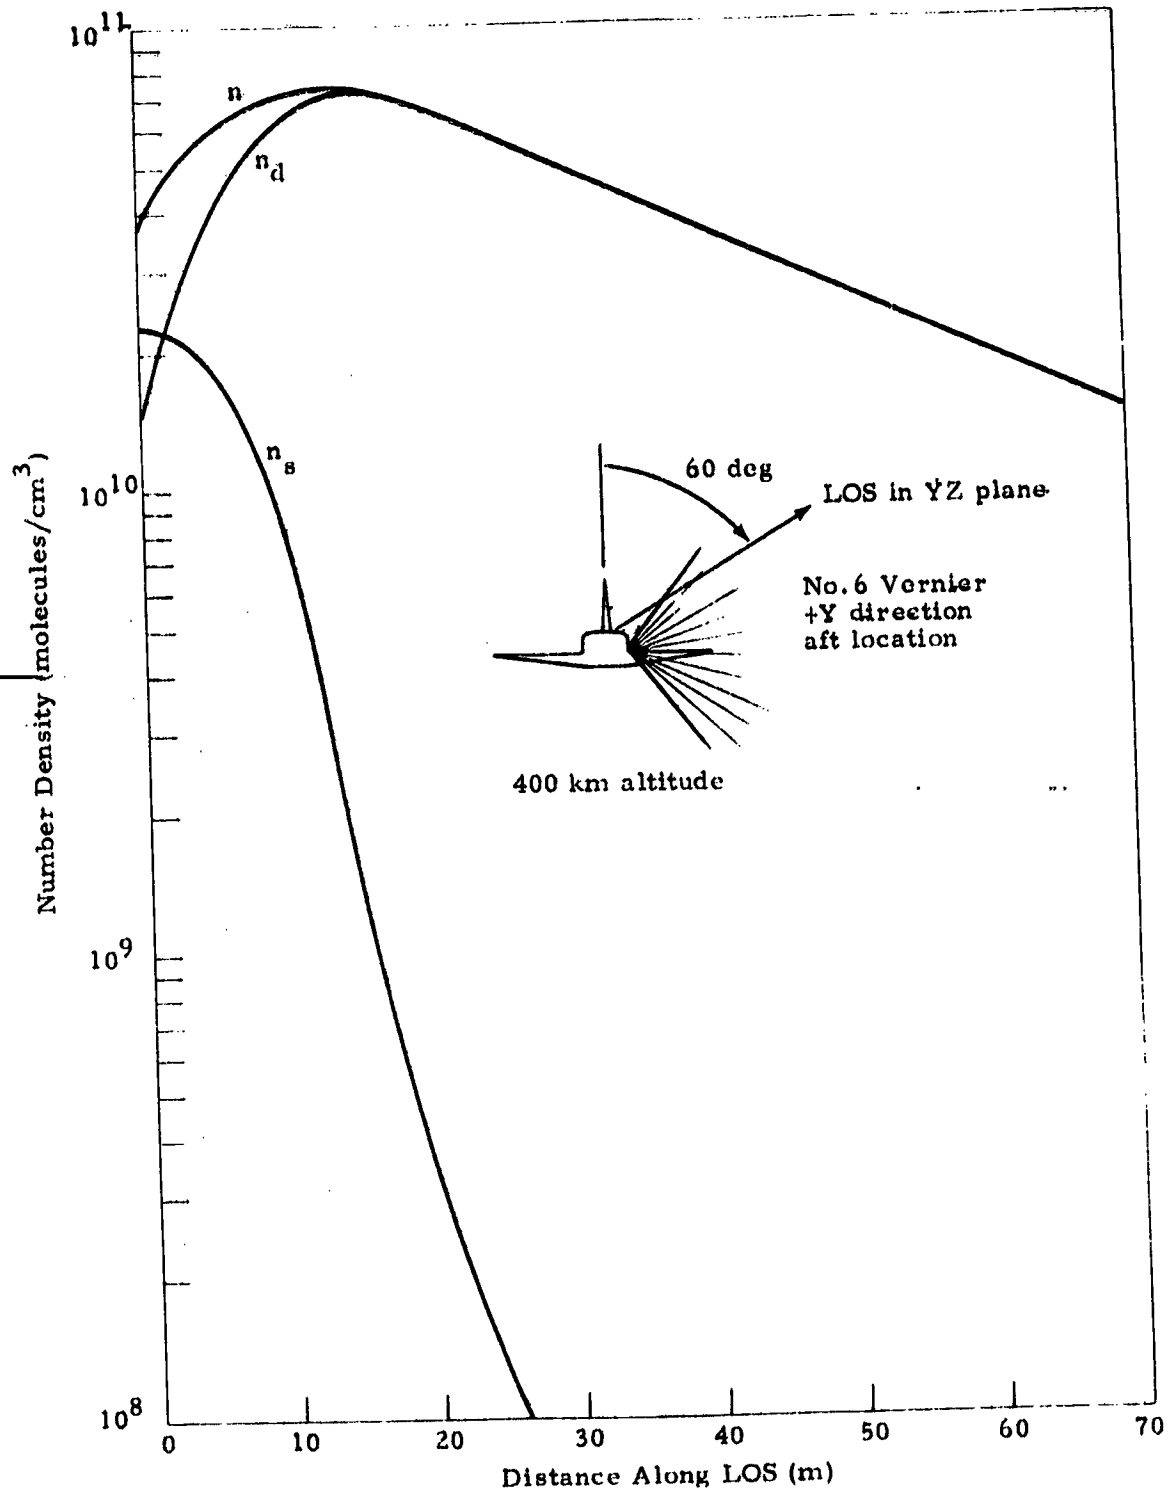 10^11
n
n_d
n_s
60 deg
LOS in YZ plane
No.6 Vernier
+Y direction
aft location
400 km altitude
10^10
10^9
10^8
Number Density (molecules/cm^3)
0 10 20 30 40 50 60 70
Distance Along LOS (m)